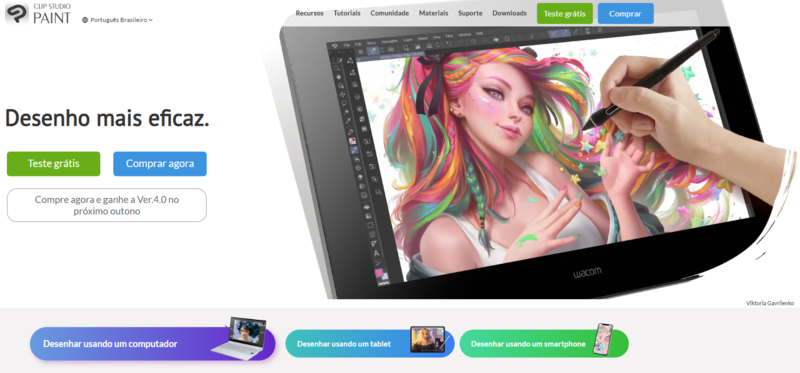 CLIP STUDIO
PAINT
Português Brasileiro
Recursos Tutoriais Comunidade Materiais Suporte Downloads Teste grátis Comprar
Desenho mais eficaz.
Teste grátis Comprar agora
Compre agora e ganhe a Ver.4.0 no
próximo outono
wacom
Viktoria Gavrilenko
Desenhar usando um computador Desenhar usando um tablet Desenhar usando um smartphone